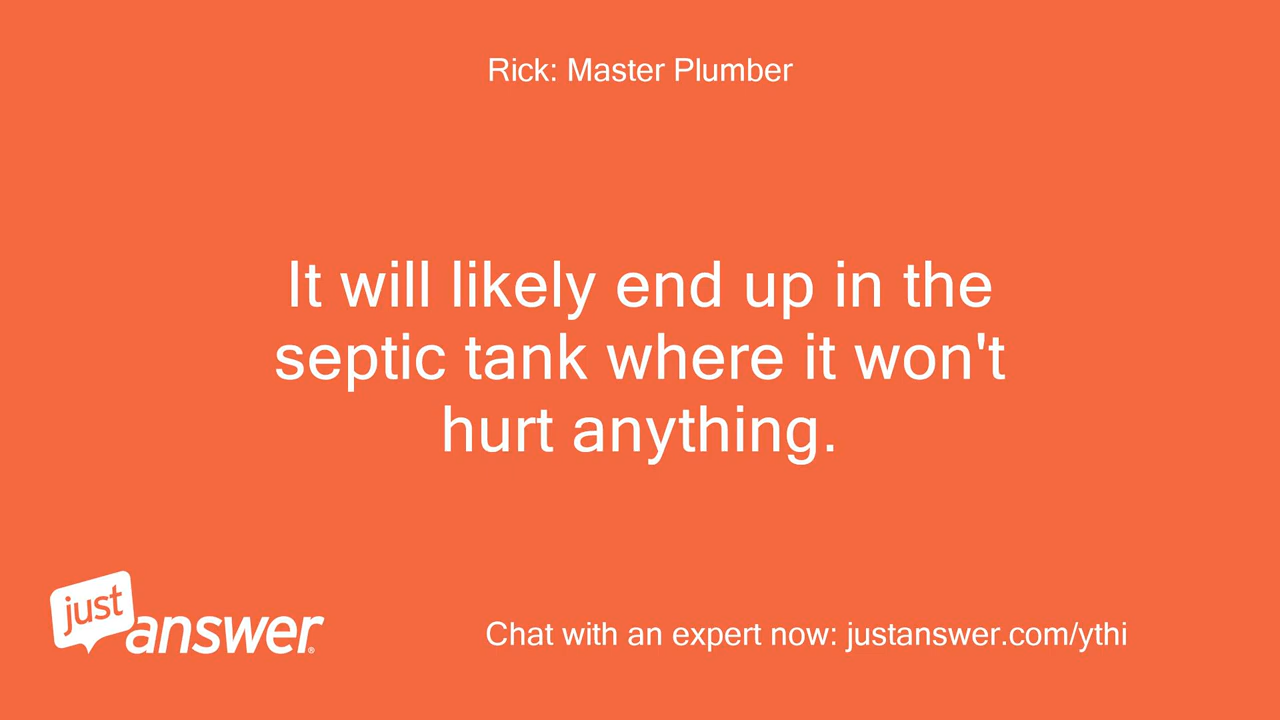 Rick: Master Plumber
It will likely end up in the
septic tank where it won't
hurt anything.
just
answer®
Chat with an expert now: justanswer.com/ythi